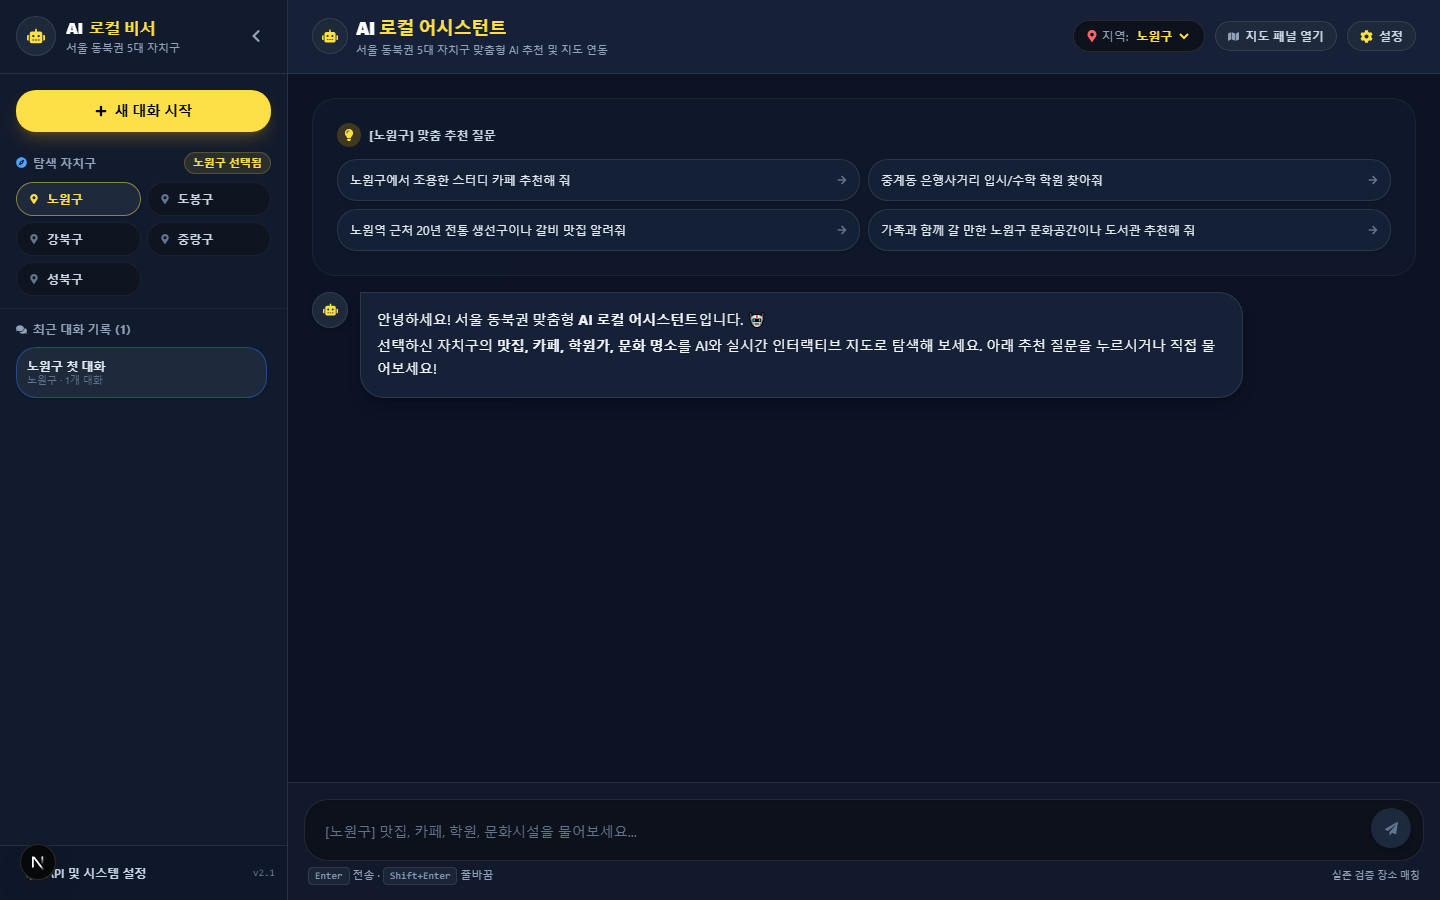 AI 로컬 비서
서울 동북권 5대 자치구
새 대화 시작
탐색 자치구
노원구 선택됨
노원구
도봉구
강북구
중랑구
성북구
최근 대화 기록 (1)
노원구 첫 대화
노원구 · 1개 대화
N
API 및 시스템 설정
v2.1
AI 로컬 어시스턴트
서울 동북권 5대 자치구 맞춤형 AI 추천 및 지도 연동
지역: 노원구
지도 패널 열기
설정
[노원구] 맞춤 추천 질문
노원구에서 조용한 스터디 카페 추천해 줘
중계동 은행사거리 입시/수학 학원 찾아줘
노원역 근처 20년 전통 생선구이나 갈비 맛집 알려줘
가족과 함께 갈 만한 노원구 문화공간이나 도서관 추천해 줘
안녕하세요! 서울 동북권 맞춤형 AI 로컬 어시스턴트입니다.
선택하신 자치구의 맛집, 카페, 학원가, 문화 명소를 AI와 실시간 인터랙티브 지도로 탐색해 보세요. 아래 추천 질문을 누르시거나 직접 물
어보세요!
[노원구] 맛집, 카페, 학원, 문화시설을 물어보세요...
Enter 전송 · Shift+Enter 줄바꿈
실존 검증 장소 매칭